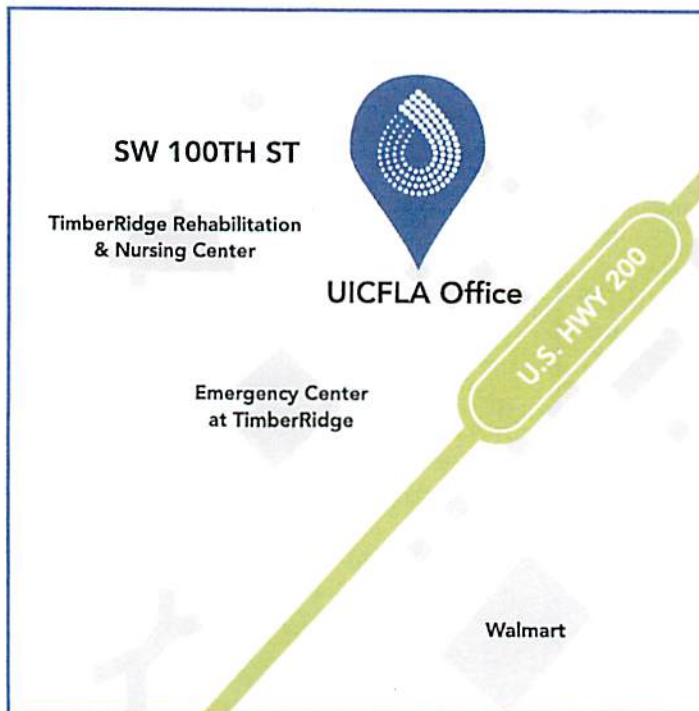 SW 100TH ST
TimberRidge Rehabilitation
& Nursing Center
UICFLA Office
U.S. HWY 200
Emergency Center
at TimberRidge
Walmart